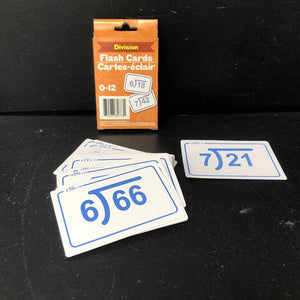 Division
Flash Cards
Cartes-éclair
0-12
6)18
7)42
7)21
6)66